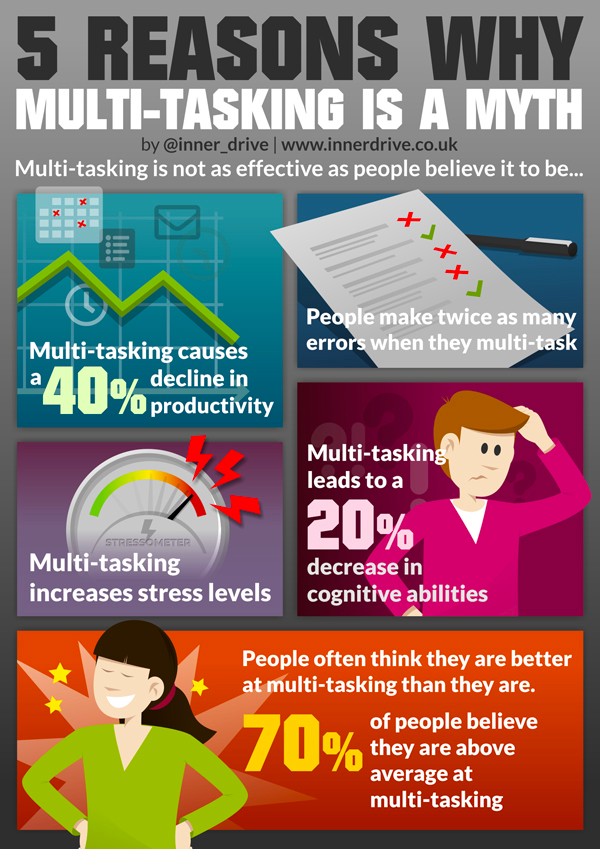 5 REASONS WHY
MULTI-TASKING IS A MYTH
by @inner_drive | www.innerdrive.co.uk
Multi-tasking is not as effective as people believe it to be...
Multi-tasking causes
a 40% decline in
productivity
People make twice as many
errors when they multi-task
STRESSOMETER
Multi-tasking
increases stress levels
Multi-tasking
leads to a
20%
decrease in
cognitive abilities
People often think they are better
at multi-tasking than they are.
70% of people believe
they are above
average at
multi-tasking